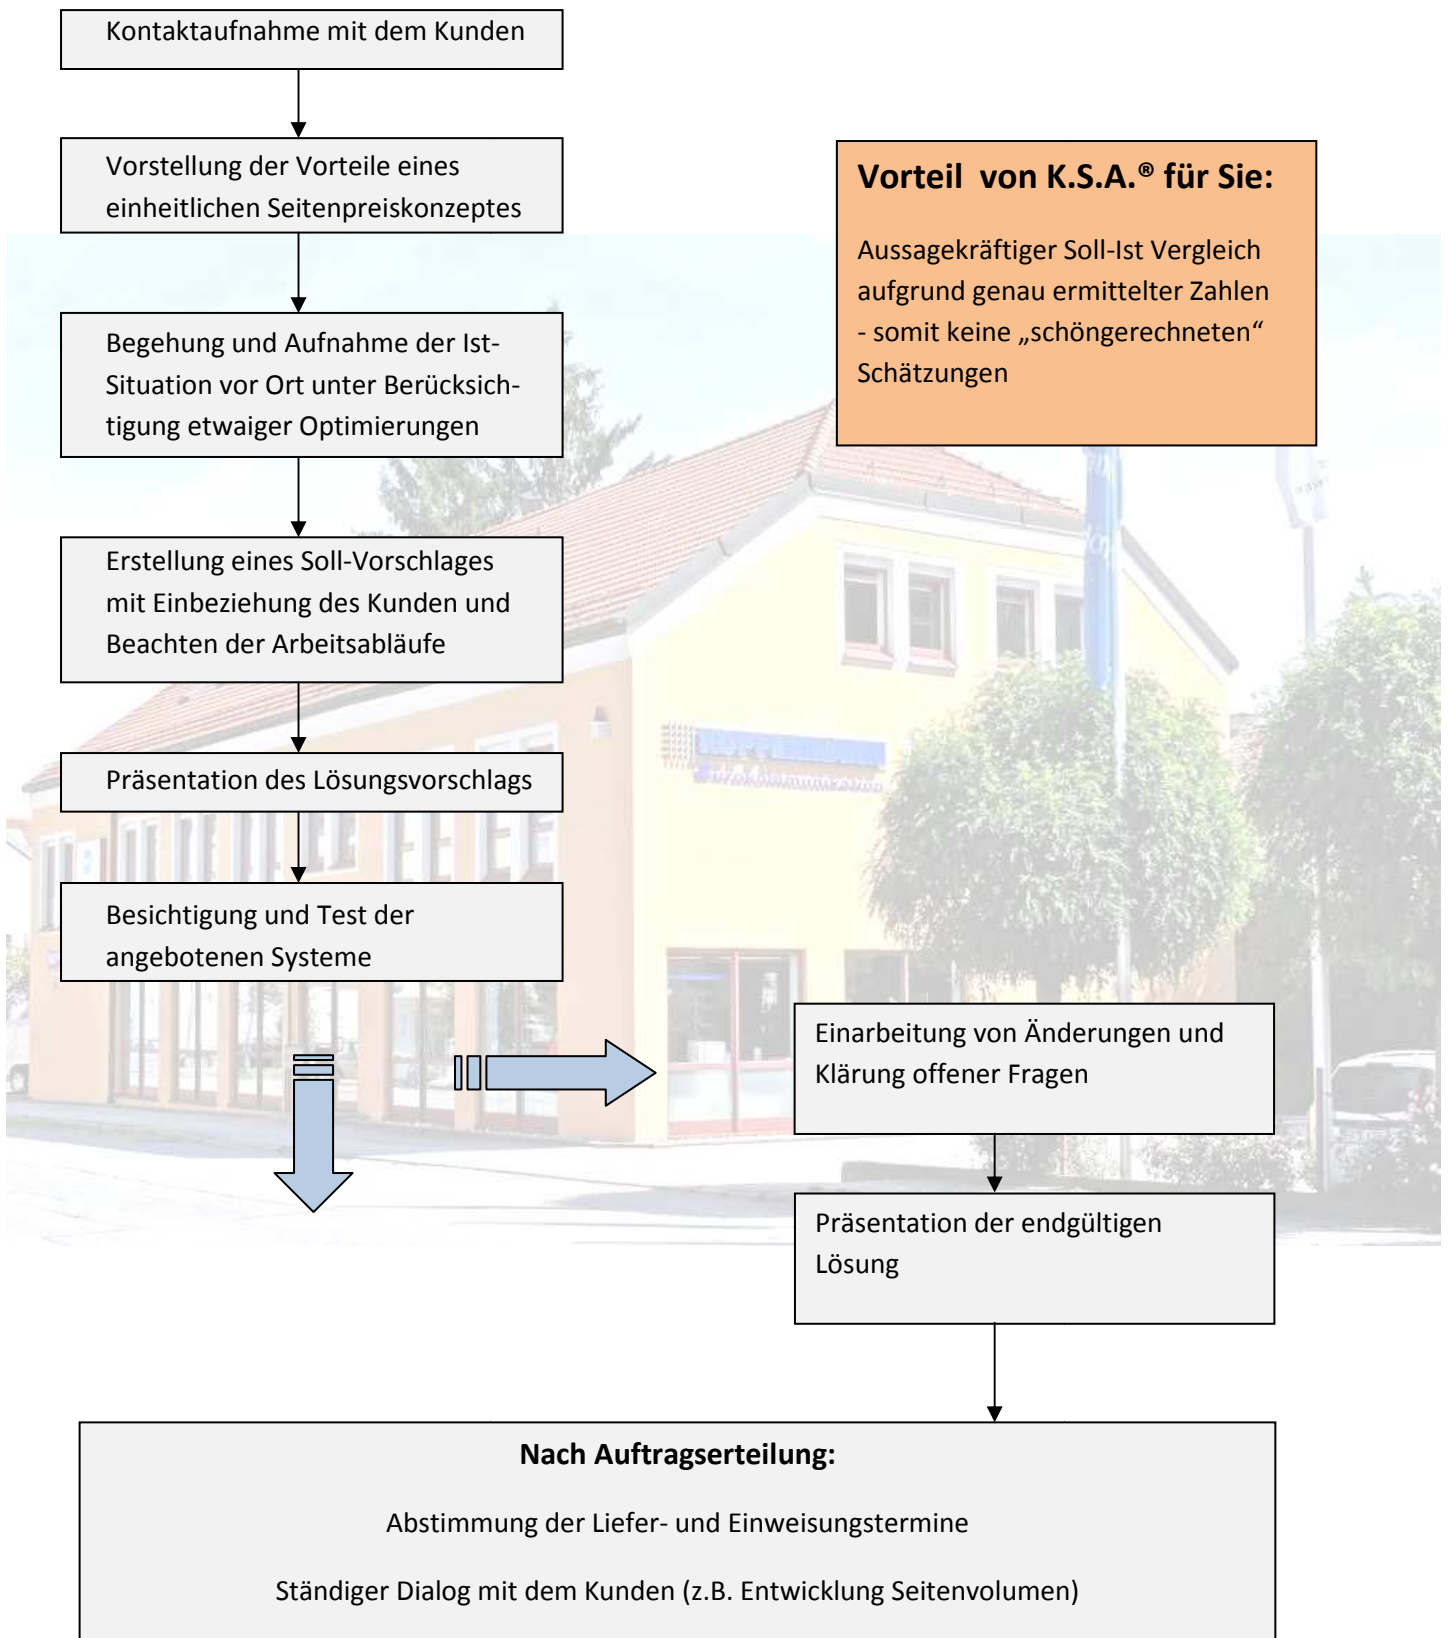 Kontaktaufnahme mit dem Kunden
Vorstellung der Vorteile eines
einheitlichen Seitenpreiskonzeptes
Vorteil von K.S.A.® für Sie:
Aussagekräftiger Soll-Ist Vergleich
aufgrund genau ermittelter Zahlen
- somit keine „schöngerechneten“
Schätzungen
Begehung und Aufnahme der Ist-
Situation vor Ort unter Berücksich-
tigung etwaiger Optimierungen
Erstellung eines Soll-Vorschlages
mit Einbeziehung des Kunden und
Beachten der Arbeitsabläufe
Präsentation des Lösungsvorschlags
Besichtigung und Test der
angebotenen Systeme
Einarbeitung von Änderungen und
Klärung offener Fragen
Präsentation der endgültigen
Lösung
Nach Auftragserteilung:
Abstimmung der Liefer- und Einweisungstermine
Ständiger Dialog mit dem Kunden (z.B. Entwicklung Seitenvolumen)